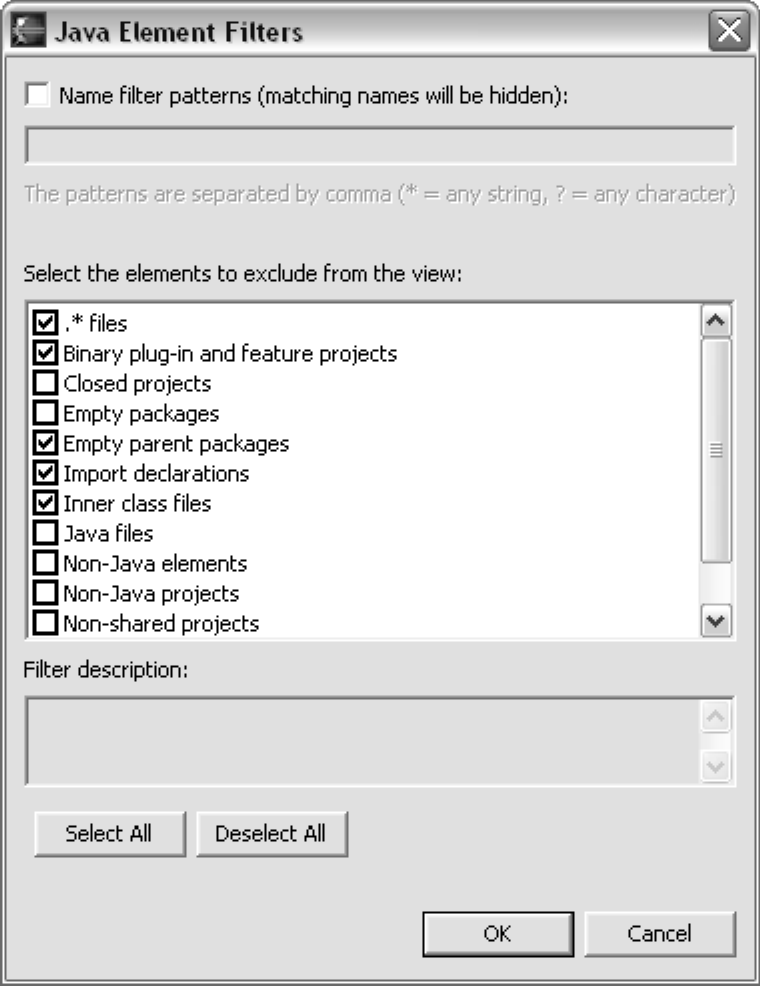 Java Element Filters
Name filter patterns (matching names will be hidden):
The patterns are separated by comma (* = any string, ? = any character)
Select the elements to exclude from the view:
.* files
Binary plug-in and feature projects
Closed projects
Empty packages
Empty parent packages
Import declarations
Inner class files
Java files
Non-Java elements
Non-Java projects
Non-shared projects
Filter description:
Select All Deselect All
OK Cancel